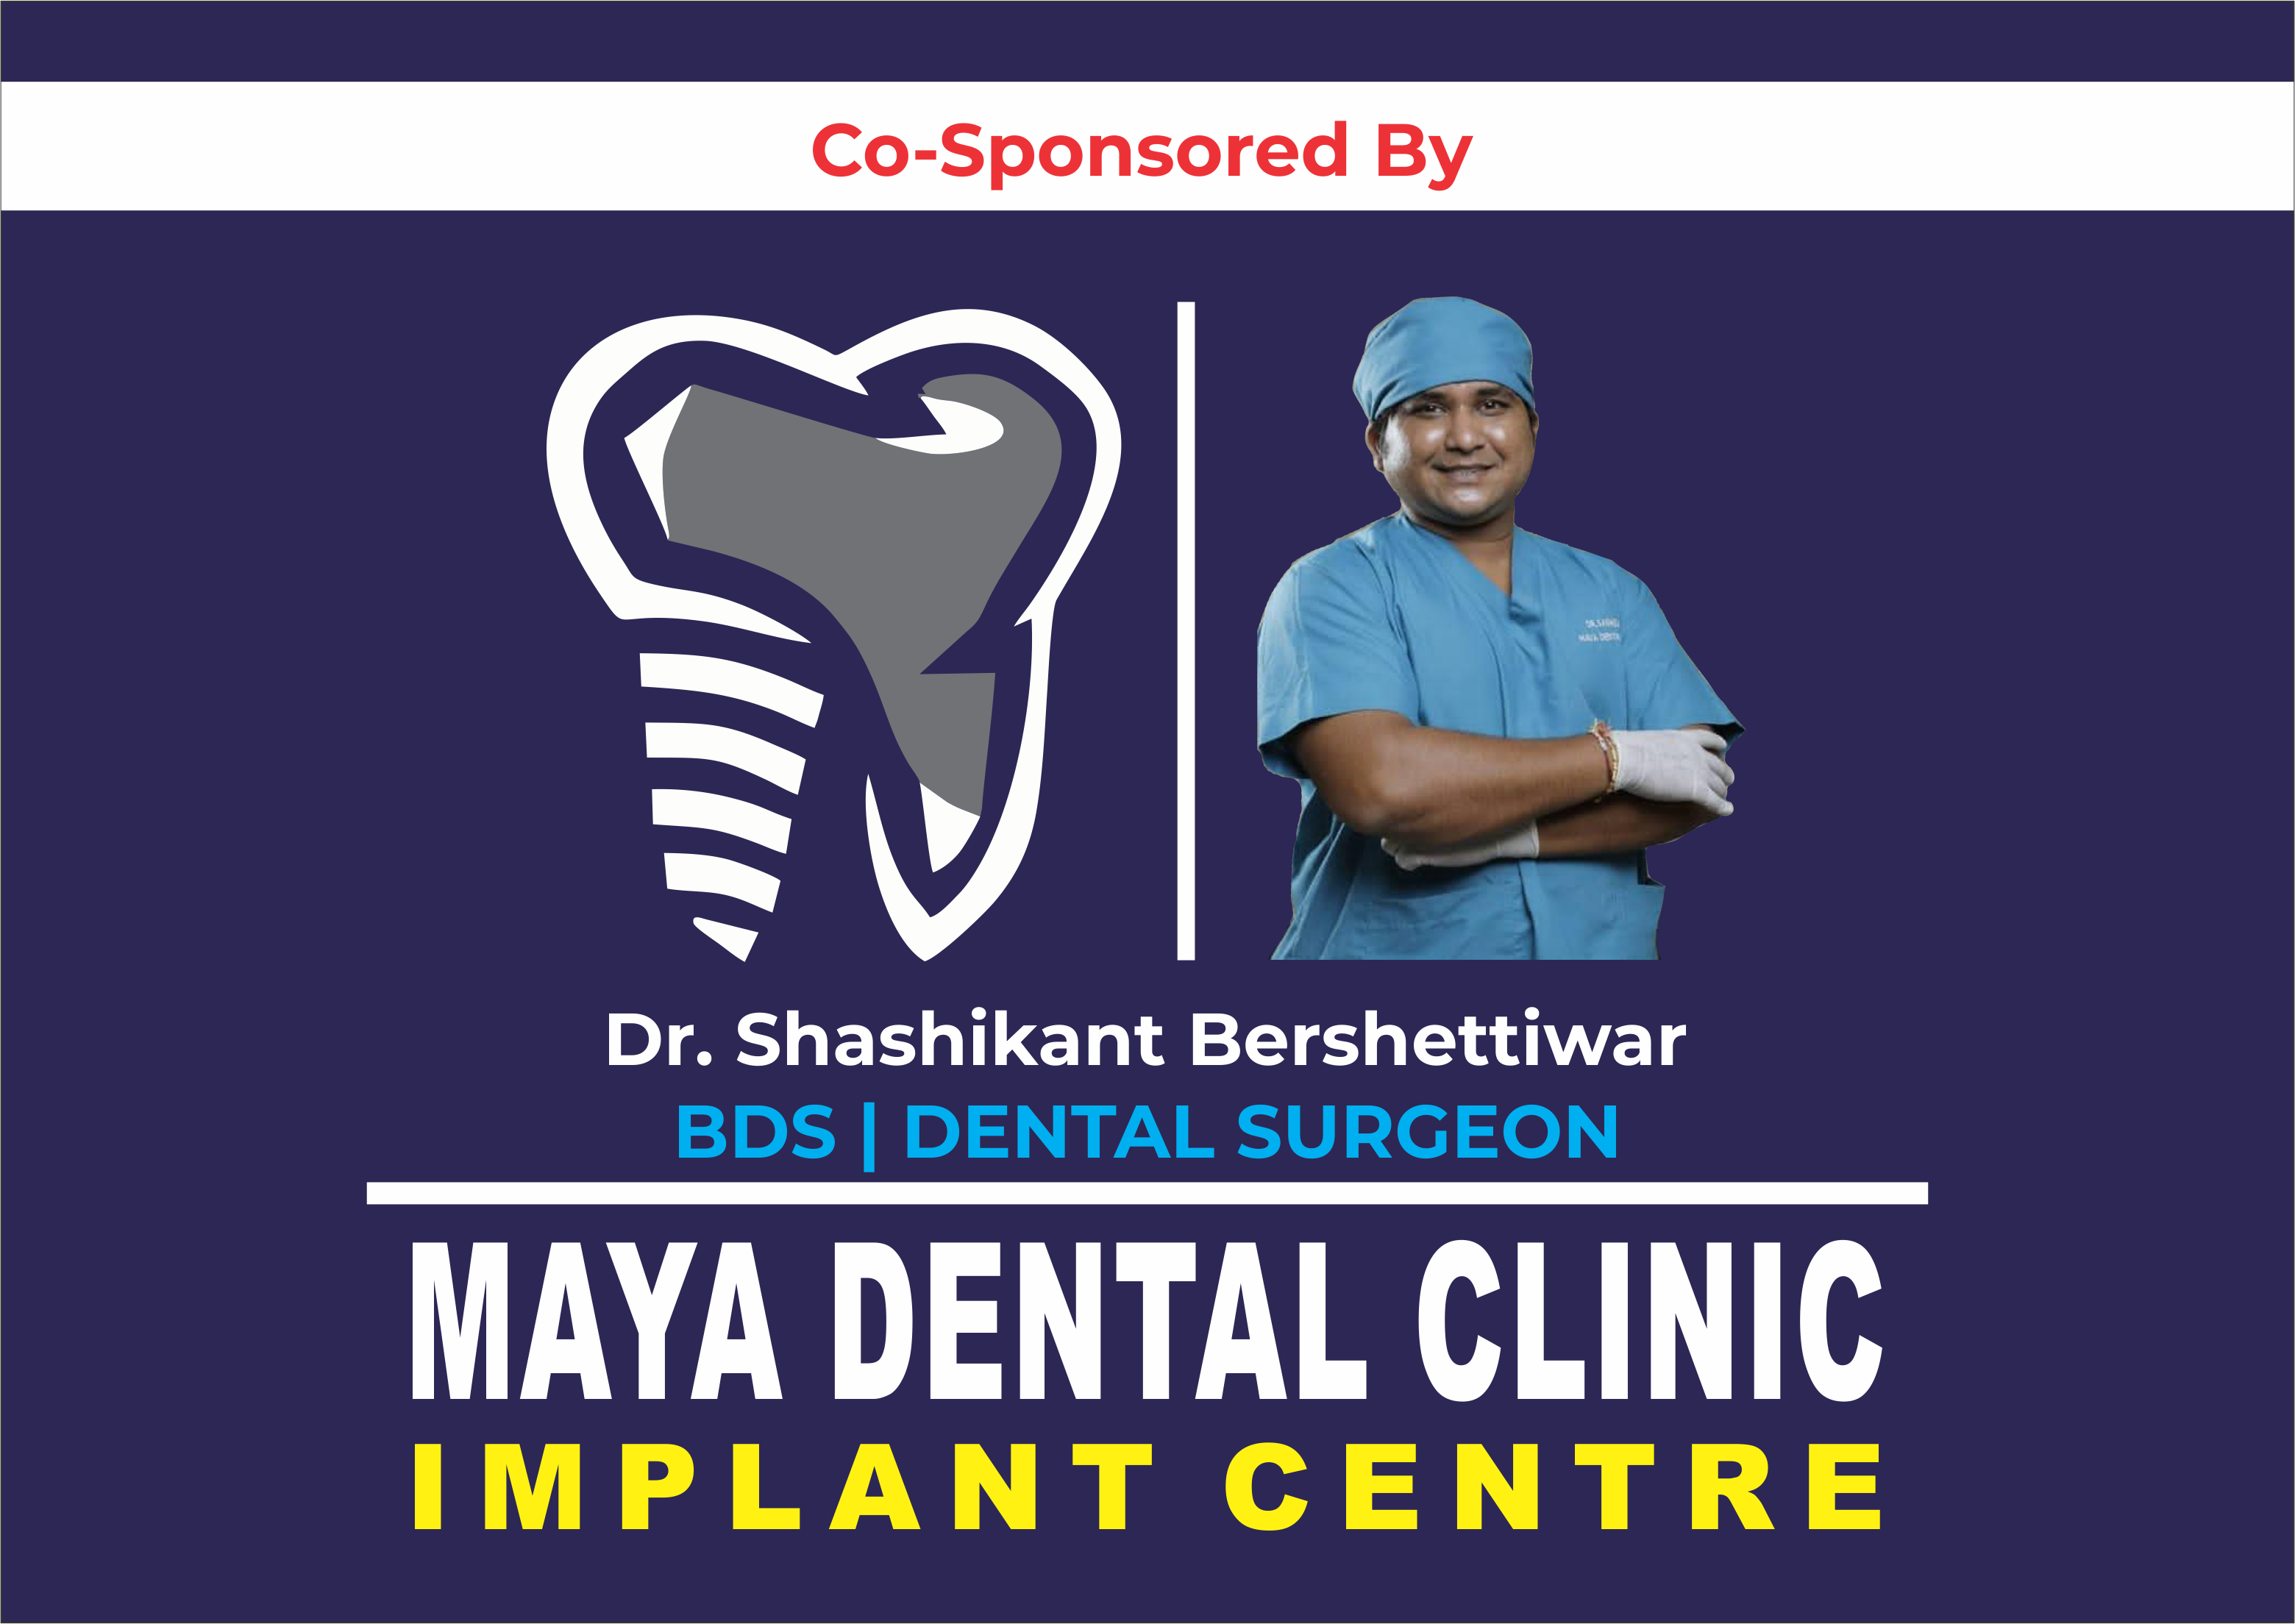 Co-Sponsored By
Dr. Shashikant Bershettiwar
BDS | DENTAL SURGEON
MAYA DENTAL CLINIC
IMPLANT CENTRE